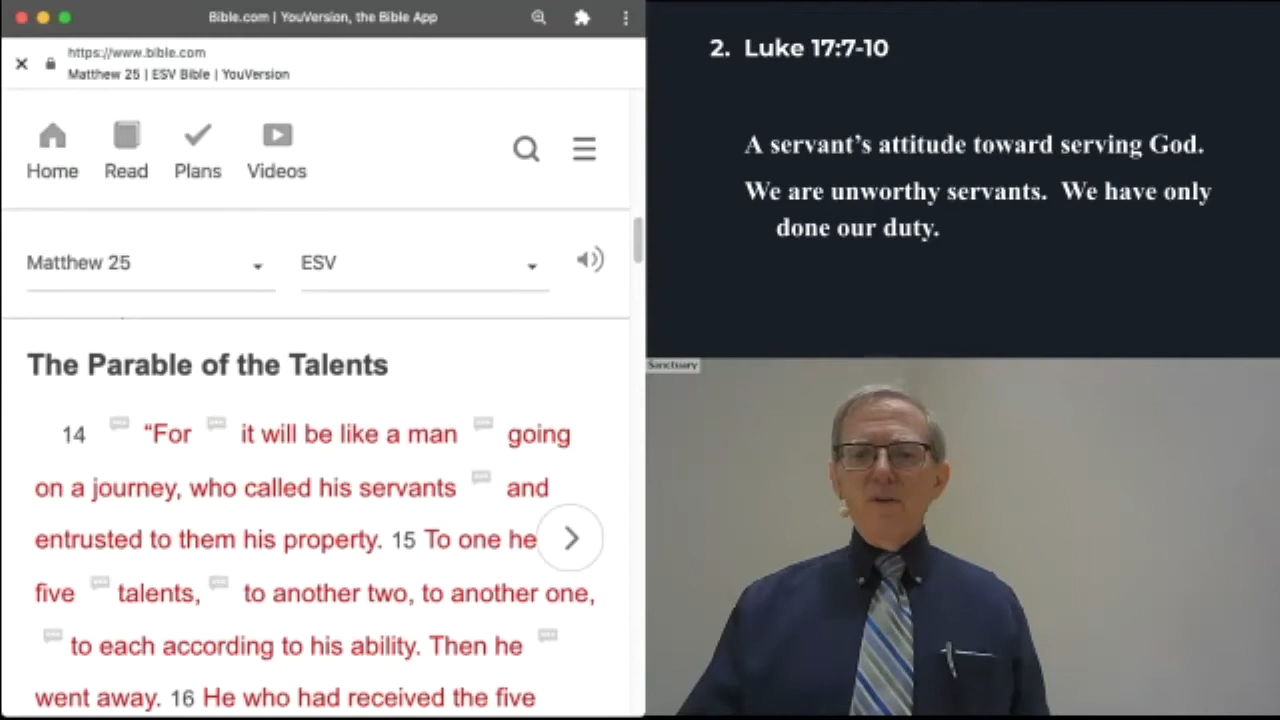 Bible.com | YouVersion, the Bible App
https://www.bible.com
Matthew 25 | ESV Bible | YouVersion
Home Read Plans Videos
Matthew 25 ESV
The Parable of the Talents
14 “For it will be like a man going
on a journey, who called his servants and
entrusted to them his property. 15 To one he
five talents, to another two, to another one,
to each according to his ability. Then he
went away. 16 He who had received the five
2. Luke 17:7-10
A servant’s attitude toward serving God.
We are unworthy servants. We have only
done our duty.
Sanctuary